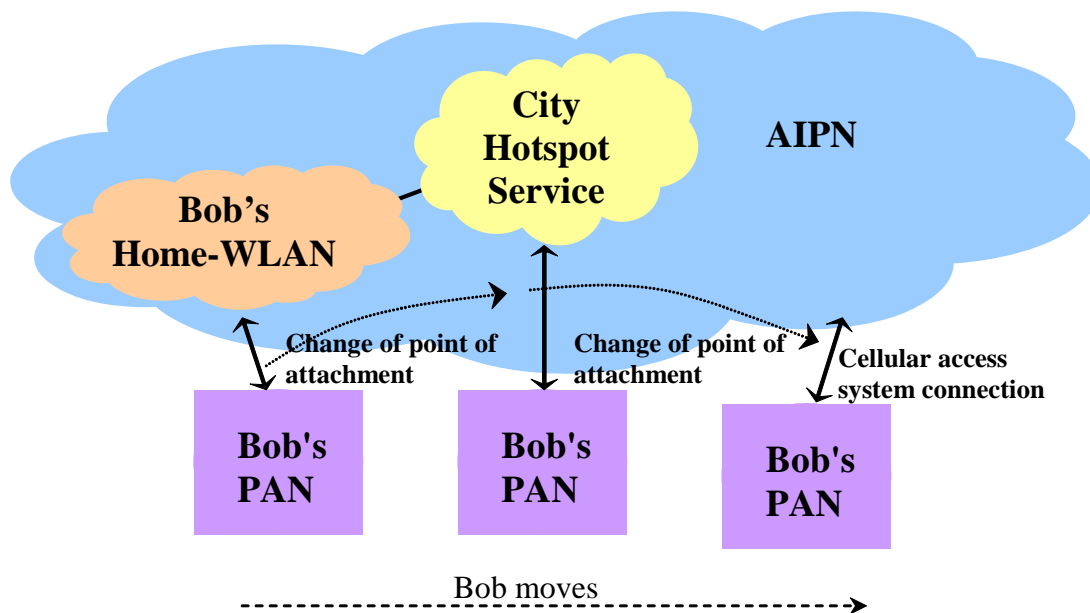 City
Hotspot
Service
AIPN
Bob’s
Home-WLAN
Change of point of
attachment
Change of point of
attachment
Cellular access
system connection
Bob's
PAN
Bob's
PAN
Bob's
PAN
Bob moves